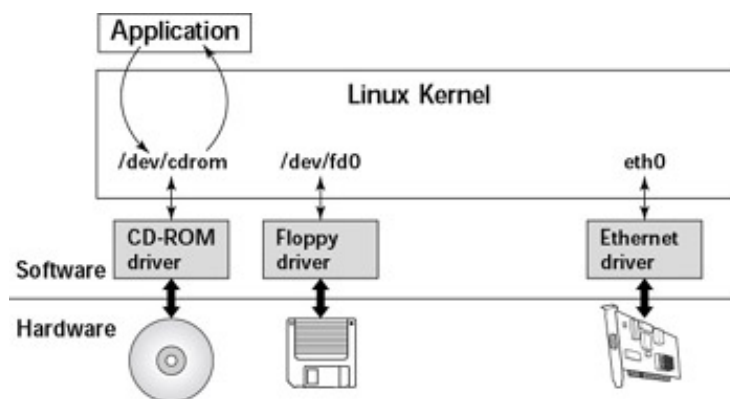 Application
Linux Kernel
/dev/cdrom
/dev/fd0
eth0
CD-ROM
driver
Floppy
driver
Ethernet
driver
Software
Hardware